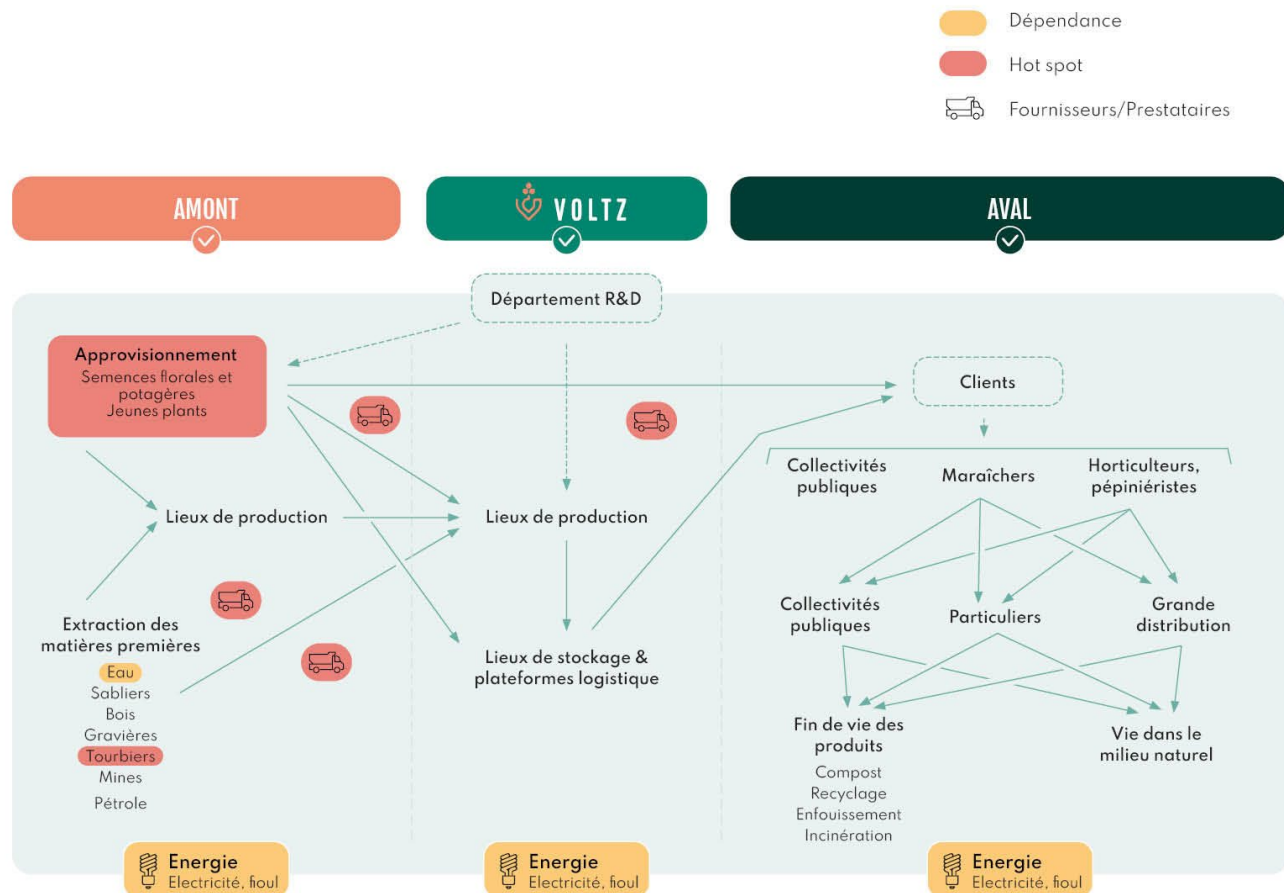 Dépendance
Hot spot
Fournisseurs/Prestataires
AMONT
VOLTZ
AVAL
Département R&D
Approvisionnement
Semences florales et
potagères
Jeunes plants
Clients
Collectivités
publiques
Maraîchers
Horticulteurs,
pépiniéristes
Lieux de production
Lieux de production
Extraction des
matières premières
Eau
Sabliers
Bois
Gravières
Tourbiers
Mines
Pétrole
Lieux de stockage &
plateformes logistique
Collectivités
publiques
Particuliers
Grande
distribution
Fin de vie des
produits
Compost
Recyclage
Enfouissement
Incinération
Vie dans le
milieu naturel
Energie
Electricité, fioul
Energie
Electricité, fioul
Energie
Electricité, fioul